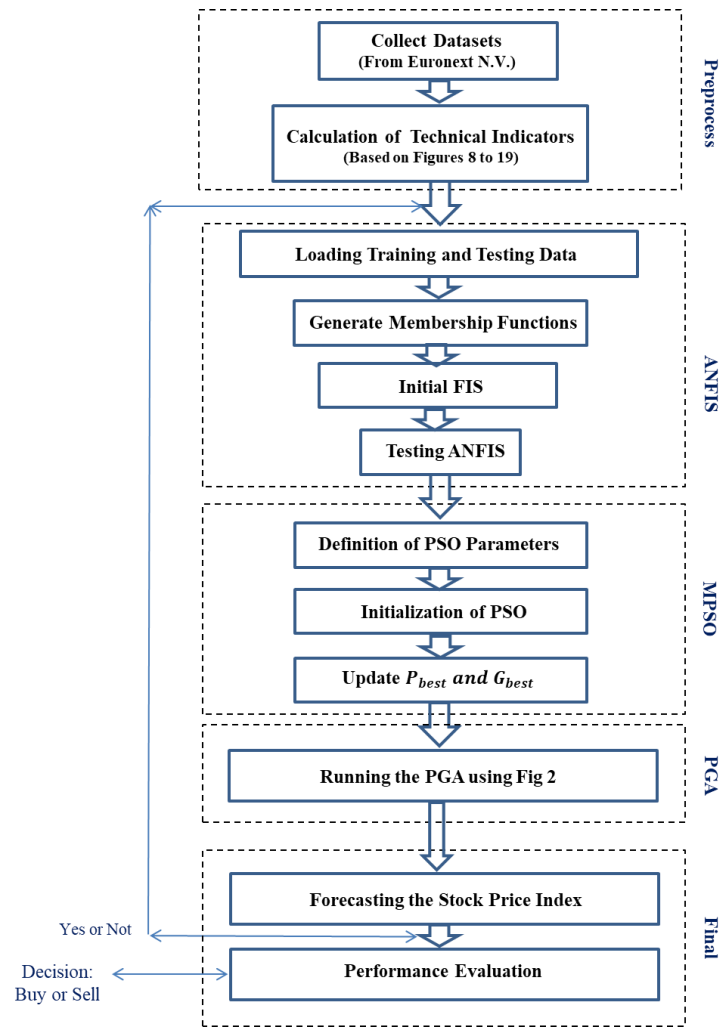 Collect Datasets
(From Euronext N.V.)
Preprocess
Calculation of Technical Indicators
(Based on Figures 8 to 19)
Loading Training and Testing Data
Generate Membership Functions
ANFIS
Initial FIS
Testing ANFIS
Definition of PSO Parameters
MPSO
Initialization of PSO
Update P_best and G_best
PGA
Running the PGA using Fig 2
Forecasting the Stock Price Index
Final
Yes or Not
Performance Evaluation
Decision:
Buy or Sell